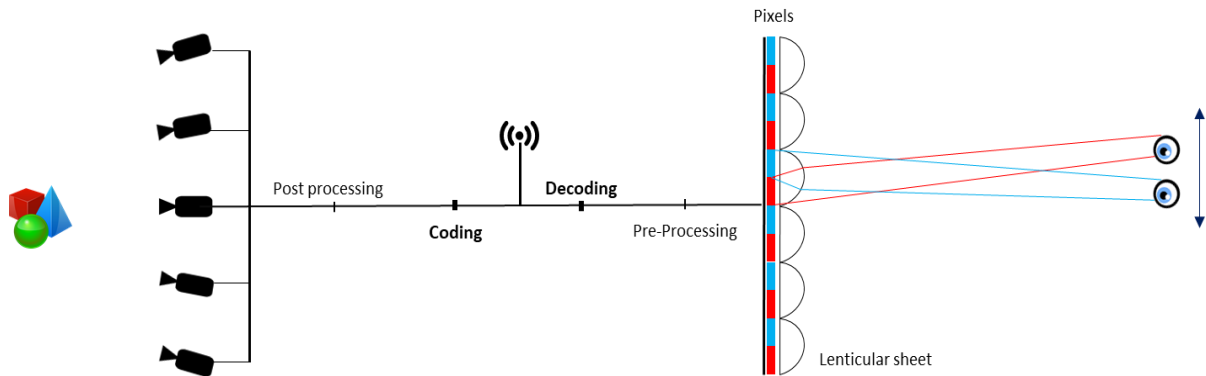 Pixels
Post processing
Decoding
Coding
Pre-Processing
Lenticular sheet